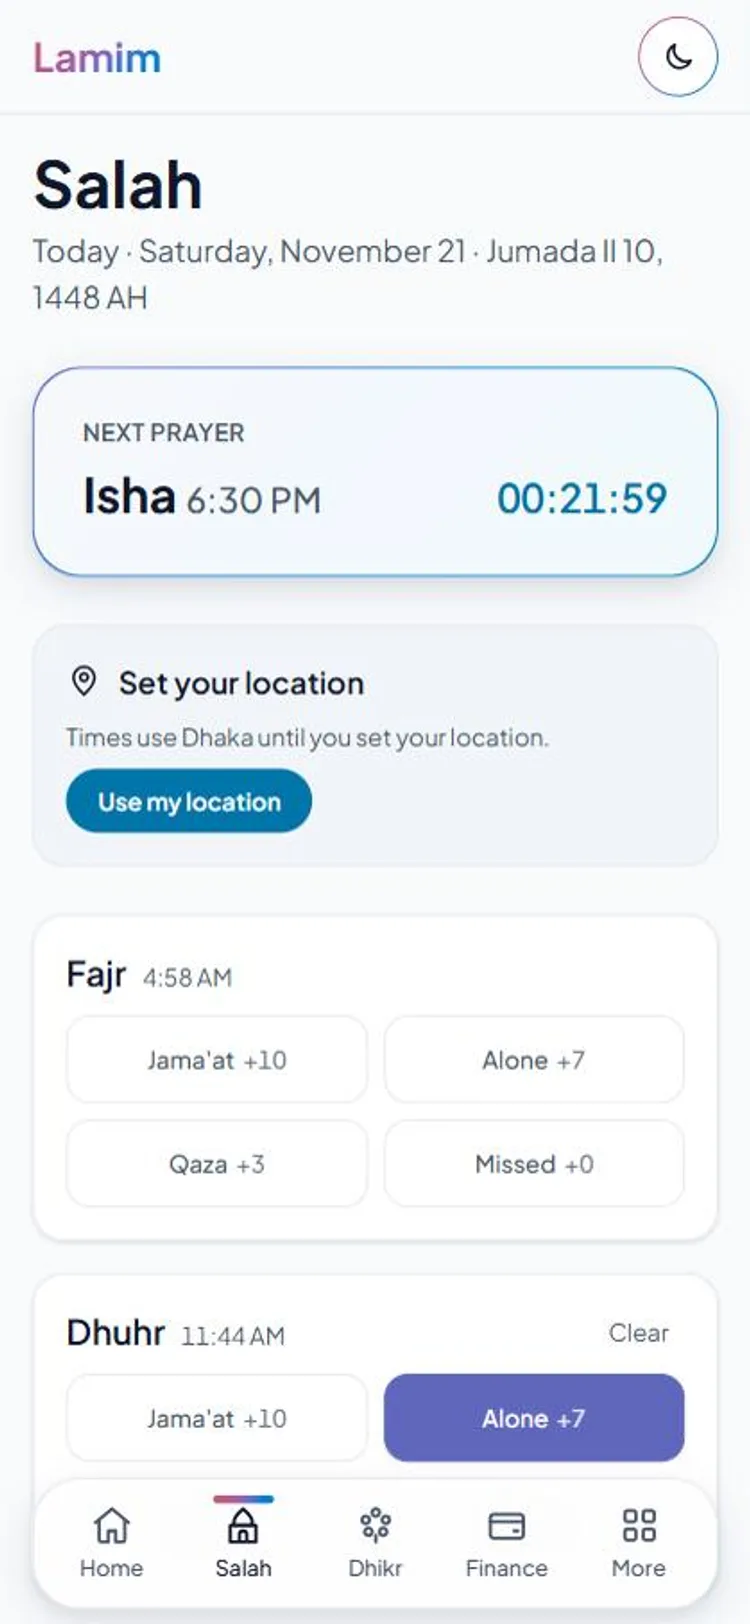 Lamim
Salah
Today · Saturday, November 21 · Jumada II 10,
1448 AH
NEXT PRAYER
Isha 6:30 PM 00:21:59
Set your location
Times use Dhaka until you set your location.
Use my location
Fajr 4:58 AM
Jama'at +10 Alone +7
Qaza +3 Missed +0
Dhuhr 11:44 AM Clear
Jama'at +10 Alone +7
Home Salah Dhikr Finance More